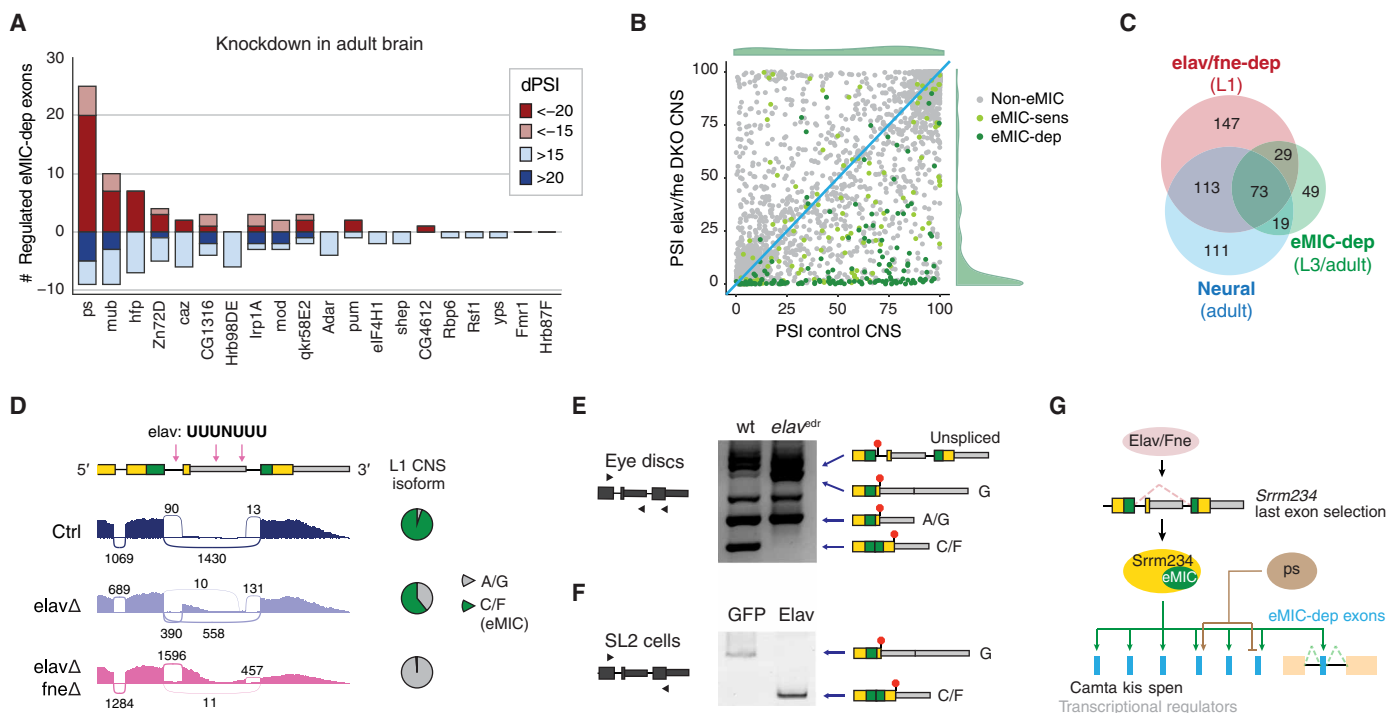 A
Knockdown in adult brain
# Regulated eMIC-dep exons
30
20
10
0
−10
dPSI
<-20
<-15
>15
>20
ps
mub
hfp
Zn72D
caz
CG1316
Hrb98DE
Irp1A
mod
qkr58E2
Adar
pum
eIF4H1
shep
CG4612
Rbp6
Rsf1
yps
Fmr1
Hrb87F
B
PSI elav/fne DKO CNS
100
75
50
25
0
0 25 50 75 100
PSI control CNS
Non-eMIC
eMIC-sens
eMIC-dep
C
elav/fne-dep
(L1)
147
29
113
73
49
19
111
eMIC-dep
(L3/adult)
Neural
(adult)
D
elav: UUUNUUU
5′ 3′
L1 CNS
isoform
Ctrl
90 13
1069 1430
elavΔ
689 10 131
390 558
elavΔ
fneΔ
1596 457
1284 11
A/G
C/F
(eMIC)
E
wt elavedr
Eye discs
Unspliced
G
A/G
C/F
F
GFP Elav
SL2 cells
G
C/F
G
Elav/Fne
Srrm234
last exon selection
Srrm234
eMIC
ps
eMIC-dep exons
Camta kis spen
Transcriptional regulators